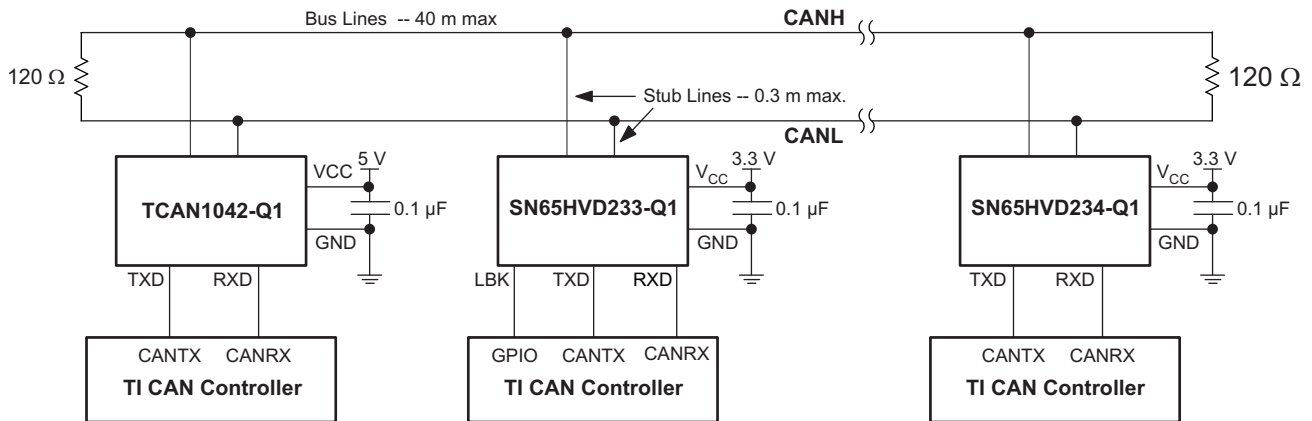 Bus Lines -- 40 m max
CANH
120 Ω
120 Ω
Stub Lines -- 0.3 m max.
CANL
5 V
VCC
TCAN1042-Q1
0.1 µF
GND
TXD
RXD
3.3 V
VCC
SN65HVD233-Q1
0.1 µF
GND
LBK
TXD
RXD
3.3 V
VCC
SN65HVD234-Q1
0.1 µF
GND
TXD
RXD
CANTX
CANRX
TI CAN Controller
GPIO
CANTX
CANRX
TI CAN Controller
CANTX
CANRX
TI CAN Controller